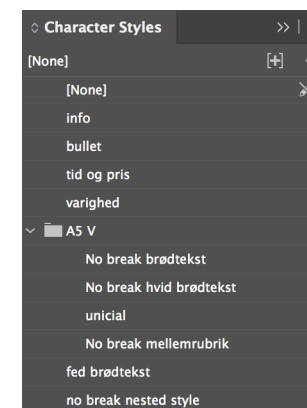 Character Styles
[None]
[None]
info
bullet
tid og pris
varighed
A5 V
No break brødtekst
No break hvid brødtekst
unicial
No break mellemrubrik
fed brødtekst
no break nested style